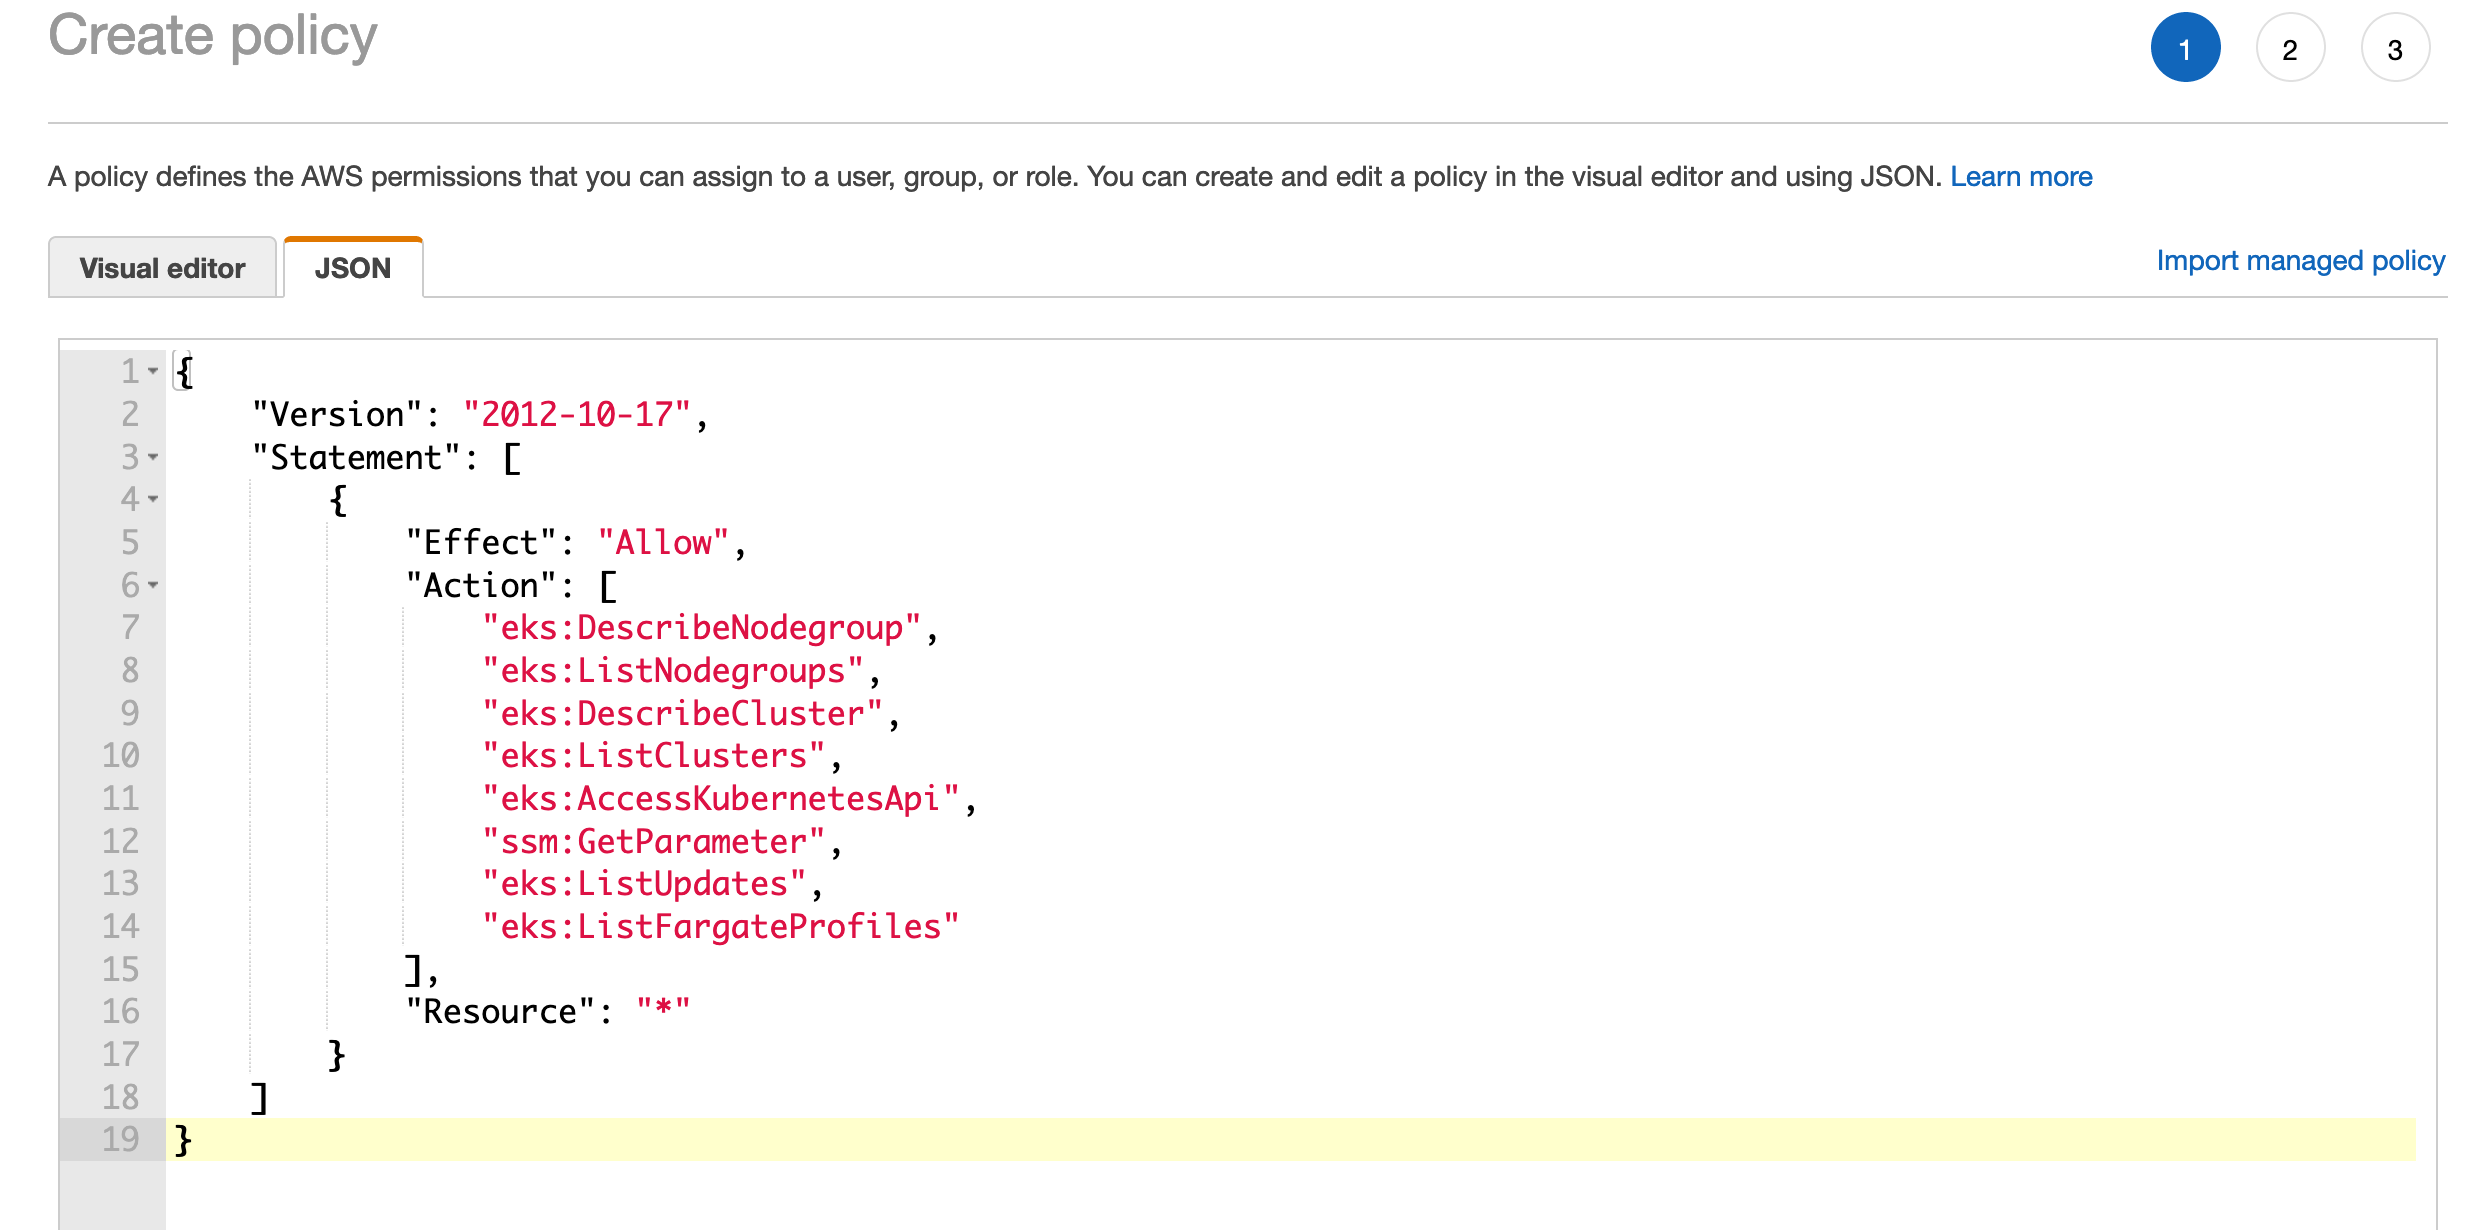 Create policy
1 2 3
A policy defines the AWS permissions that you can assign to a user, group, or role. You can create and edit a policy in the visual editor and using JSON. Learn more
Visual editor JSON Import managed policy
1 {
2 "Version": "2012-10-17",
3 "Statement": [
4 {
5 "Effect": "Allow",
6 "Action": [
7 "eks:DescribeNodegroup",
8 "eks:ListNodegroups",
9 "eks:DescribeCluster",
10 "eks:ListClusters",
11 "eks:AccessKubernetesApi",
12 "ssm:GetParameter",
13 "eks:ListUpdates",
14 "eks:ListFargateProfiles"
15 ],
16 "Resource": "*"
17 }
18 ]
19 }